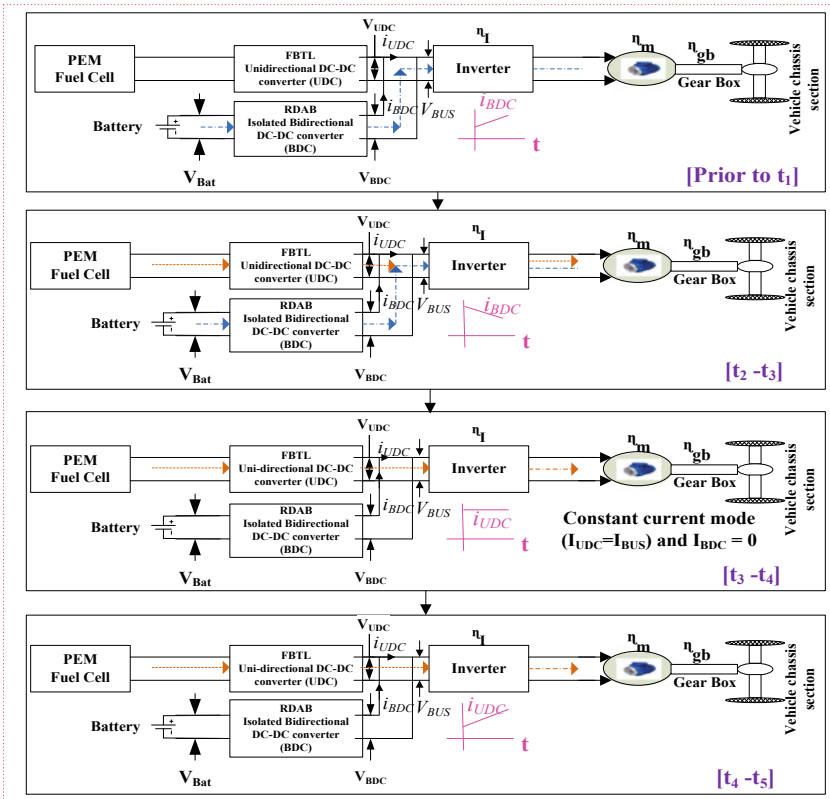 V_UDC
i_UDC
η_I
η_m
η_gb
PEM
Fuel Cell
FBTL
Unidirectional DC-DC
converter (UDC)
Inverter
Gear Box
Vehicle chassis
section
Battery
RDAB
Isolated Bidirectional
DC-DC converter
(BDC)
i_BDC
V_BUS
i_BDC
t
V_Bat
V_BDC
[Prior to t₁]
V_UDC
i_UDC
η_I
η_m
η_gb
PEM
Fuel Cell
FBTL
Unidirectional DC-DC
converter (UDC)
Inverter
Gear Box
Vehicle chassis
section
Battery
RDAB
Isolated Bidirectional
DC-DC converter
(BDC)
i_BDC
V_BUS
i_BDC
t
V_Bat
V_BDC
[t₂ -t₃]
V_UDC
i_UDC
η_I
η_m
η_gb
PEM
Fuel Cell
FBTL
Uni-directional DC-DC
converter (UDC)
Inverter
Gear Box
Vehicle chassis
section
Battery
RDAB
Isolated Bidirectional
DC-DC converter
(BDC)
i_BDC
V_BUS
i_UDC
t
Constant current mode
(I_UDC=I_BUS) and I_BDC = 0
V_Bat
V_BDC
[t₃ -t₄]
V_UDC
i_UDC
η_I
η_m
η_gb
PEM
Fuel Cell
FBTL
Uni-directional DC-DC
converter (UDC)
Inverter
Gear Box
Vehicle chassis
section
Battery
RDAB
Isolated Bidirectional
DC-DC converter
(BDC)
i_BDC
V_BUS
i_UDC
t
V_Bat
V_BDC
[t₄ -t₅]